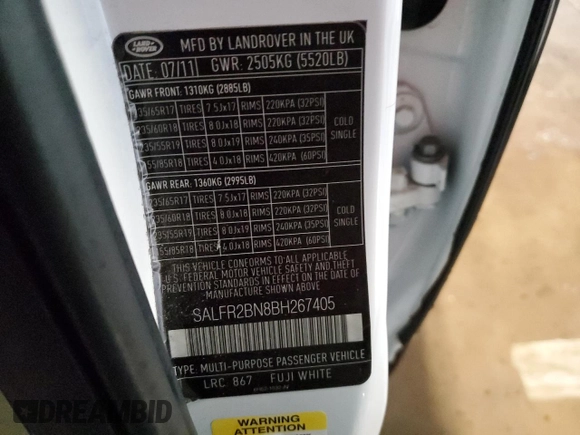 LAND
ROVER
MFD BY LANDROVER IN THE UK
DATE: 07/11 GWR: 2505KG (5520LB)
GAWR FRONT: 1310KG (2885LB)
235/65R17 TIRES 7.5Jx17 RIMS 220KPA (32PSI)
235/60R18 TIRES 8.0Jx18 RIMS 220KPA (32PSI)
235/55R19 TIRES 8.0Jx19 RIMS 240KPA (35PSI)
155/85R18 TIRES 4.0Jx18 RIMS 420KPA (60PSI)
COLD
SINGLE
GAWR REAR: 1360KG (2995LB)
235/65R17 TIRES 7.5Jx17 RIMS 220KPA (32PSI)
235/60R18 TIRES 8.0Jx18 RIMS 220KPA (32PSI)
235/55R19 TIRES 8.0Jx19 RIMS 240KPA (35PSI)
155/85R18 TIRES 4.0Jx18 RIMS 420KPA (60PSI)
COLD
SINGLE
THIS VEHICLE CONFORMS TO ALL APPLICABLE
U.S. FEDERAL MOTOR VEHICLE SAFETY AND THEFT
PREVENTION STANDARDS IN EFFECT ON THE DATE OF
MANUFACTURE SHOWN ABOVE
SALFR2BN8BH267405
TYPE: MULTI-PURPOSE PASSENGER VEHICLE
LRC 867 FUJI WHITE
WARNING
ATTENTION
DREAMBID